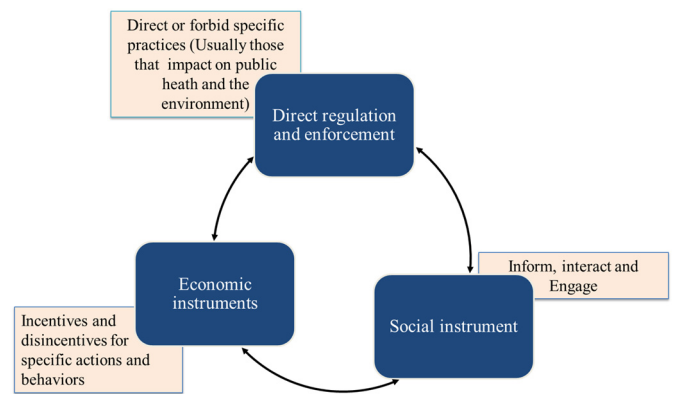 Direct or forbid specific
practices (Usually those
that impact on public
heath and the
environment)
Direct regulation
and enforcement
Economic
instruments
Incentives and
disincentives for
specific actions and
behaviors
Inform, interact and
Engage
Social instrument